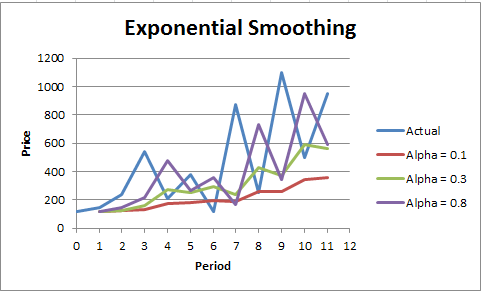 Exponential Smoothing
1200
1000
800
600
400
200
0
0 1 2 3 4 5 6 7 8 9 10 11 12
Price
Period
Actual
Alpha = 0.1
Alpha = 0.3
Alpha = 0.8